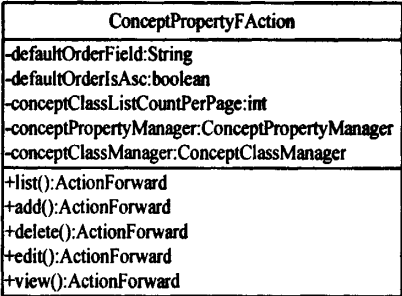 ConceptPropertyFAction
-defaultOrderField:String
-defaultOrderIsAsc:boolean
-conceptClassListCountPerPage:int
-conceptPropertyManager:ConceptPropertyManager
-conceptClassManager:ConceptClassManager
+list():ActionForward
+add():ActionForward
+delete():ActionForward
+edit():ActionForward
+view():ActionForward